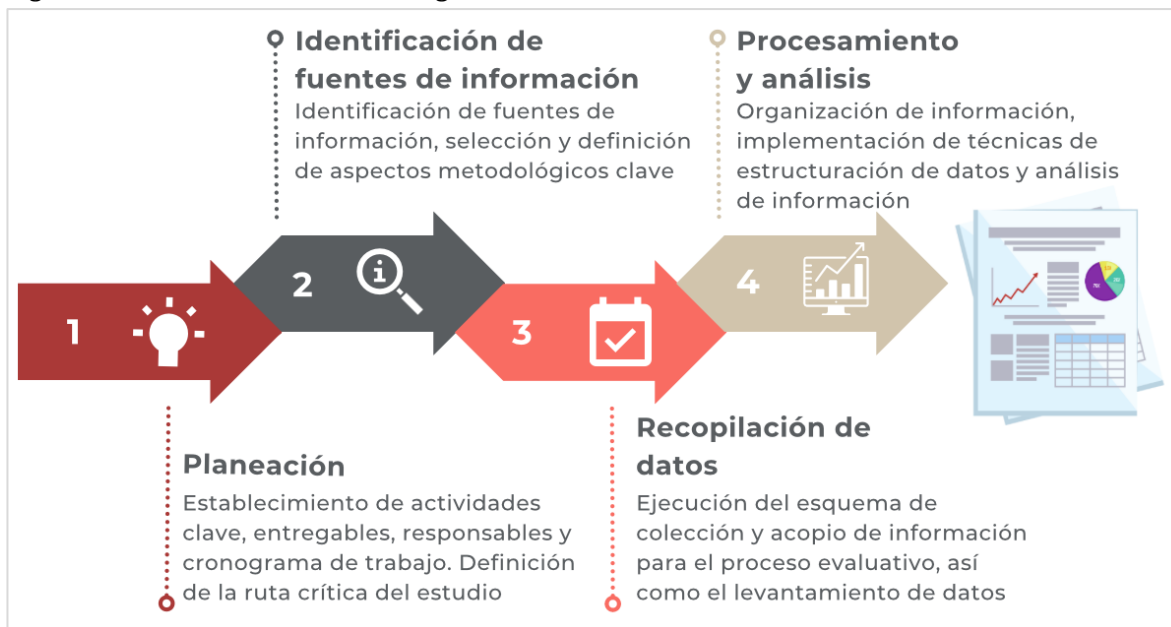 Identificación de
fuentes de información
Identificación de fuentes de
información, selección y definición
de aspectos metodológicos clave
Procesamiento
y análisis
Organización de información,
implementación de técnicas de
estructuración de datos y análisis
de información
1
2
3
4
Planeación
Establecimiento de actividades
clave, entregables, responsables y
cronograma de trabajo. Definición
de la ruta crítica del estudio
Recopilación de
datos
Ejecución del esquema de
colección y acopio de información
para el proceso evaluativo, así
como el levantamiento de datos